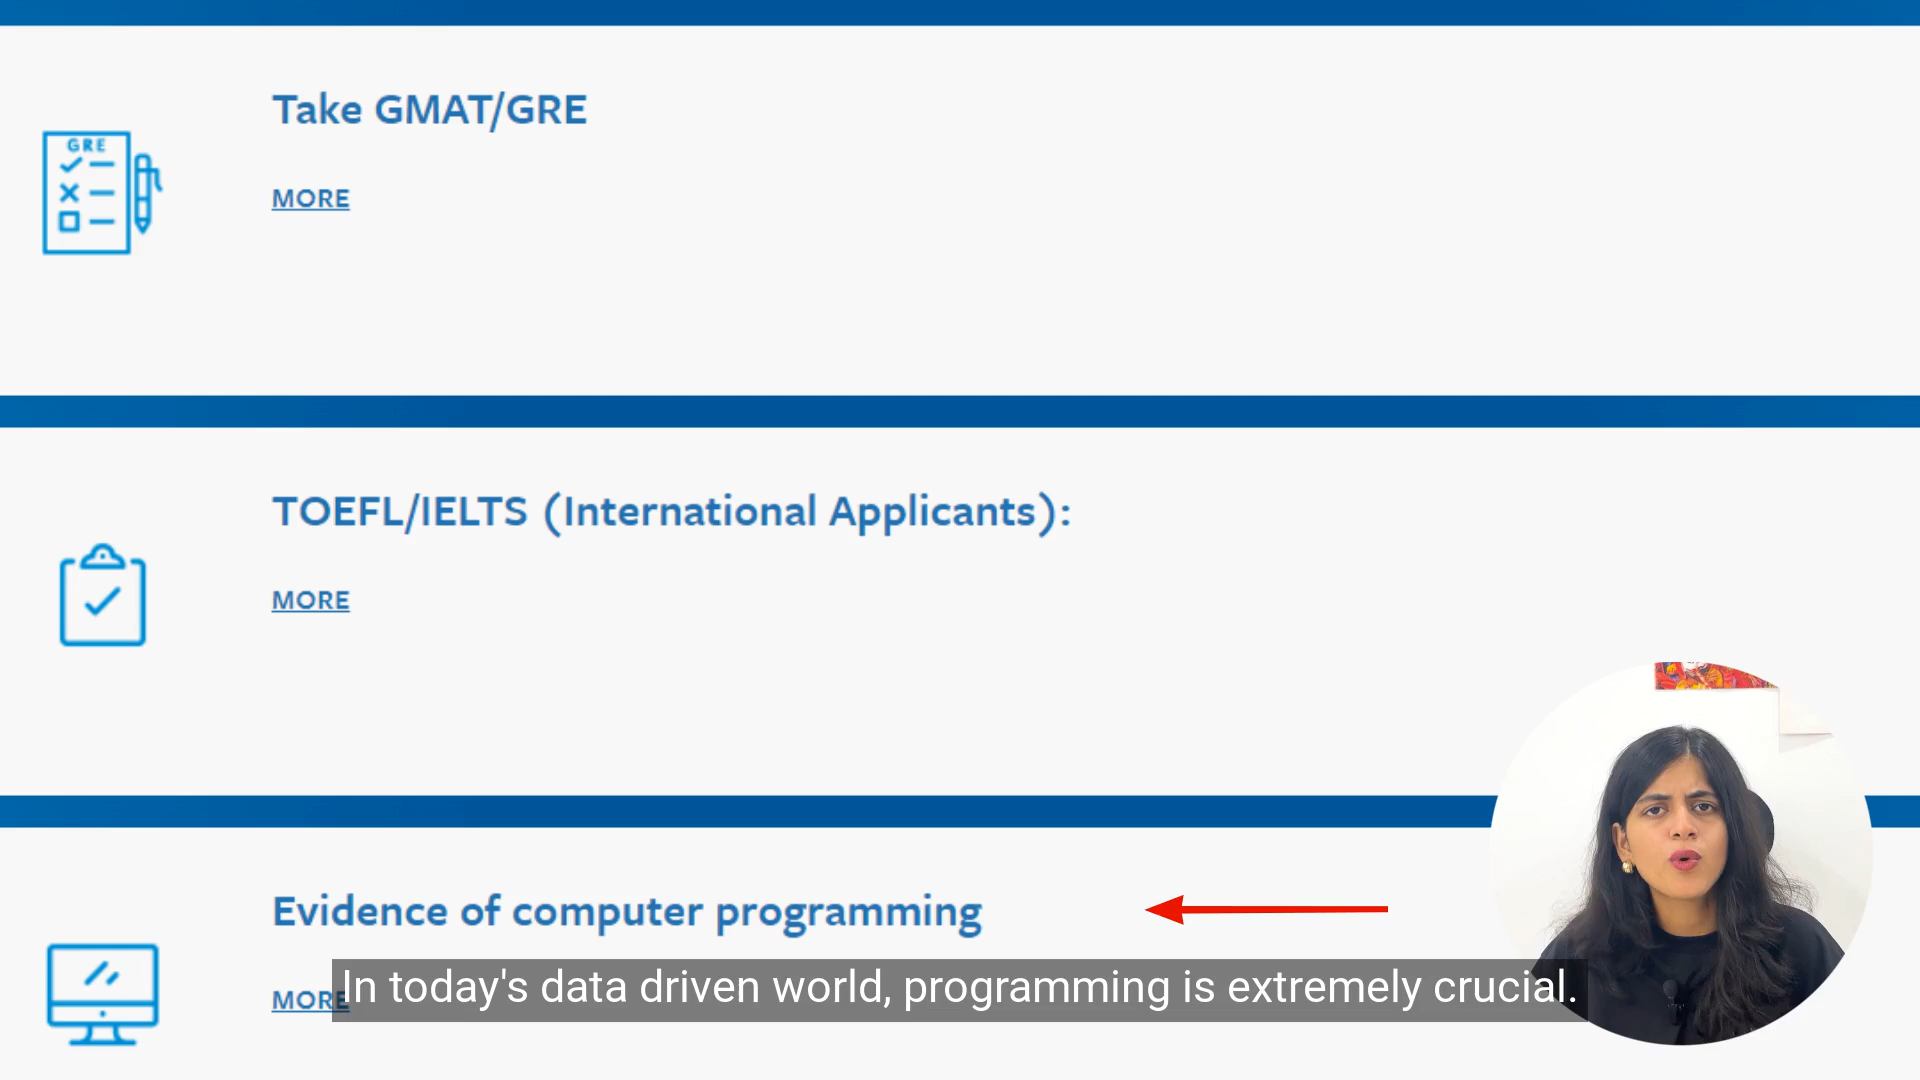 Take GMAT/GRE
GRE
MORE
TOEFL/IELTS (International Applicants):
MORE
Evidence of computer programming
MORE
In today's data driven world, programming is extremely crucial.